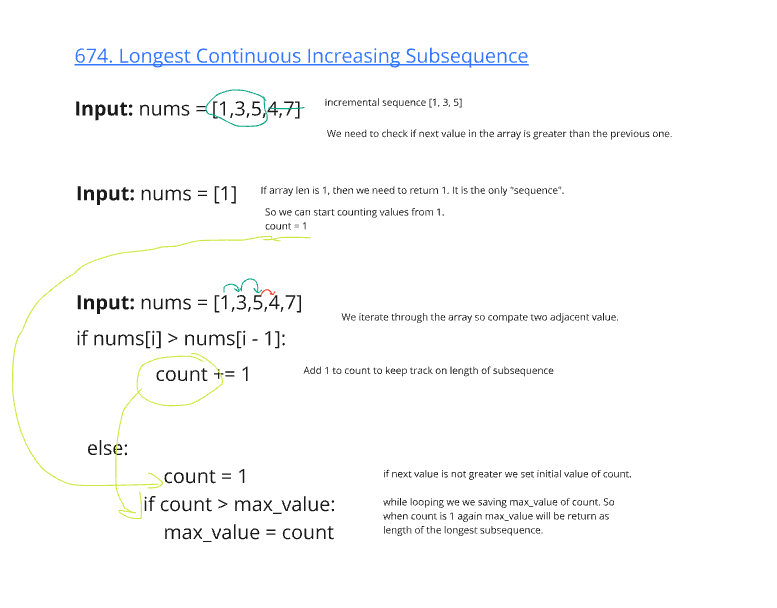 674. Longest Continuous Increasing Subsequence
Input: nums = [1,3,5,4,7]
incremental sequence [1, 3, 5]
We need to check if next value in the array is greater than the previous one.
Input: nums = [1]
If array len is 1, then we need to return 1. It is the only "sequence".
So we can start counting values from 1.
count = 1
Input: nums = [1,3,5,4,7]
We iterate through the array so compate two adjacent value.
if nums[i] > nums[i - 1]:
count += 1
Add 1 to count to keep track on length of subsequence
else:
count = 1
if next value is not greater we set initial value of count.
if count > max_value:
max_value = count
while looping we we saving max_value of count. So
when count is 1 again max_value will be return as
length of the longest subsequence.